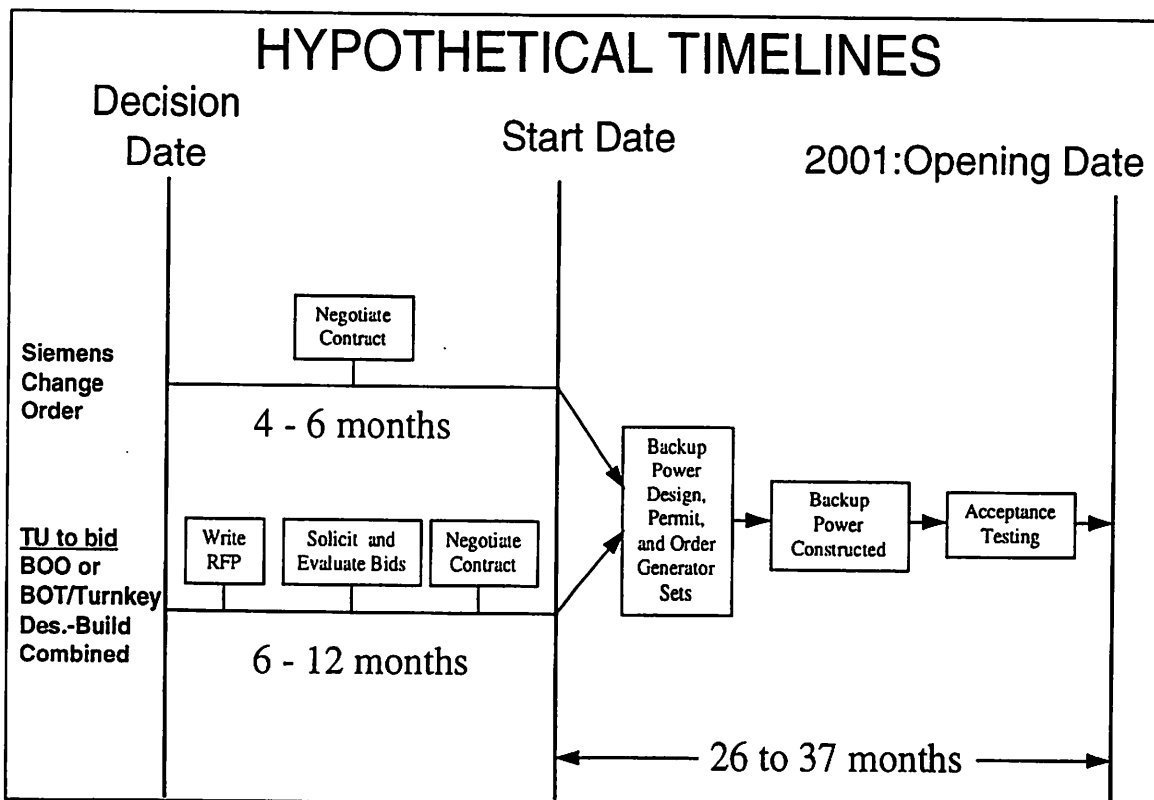 HYPOTHETICAL TIMELINES
Decision
Date
Start Date
2001:Opening Date
Siemens
Change
Order
Negotiate
Contract
4 - 6 months
TU to bid
BOO or
BOT/Turnkey
Des.-Build
Combined
Write
RFP
Solicit and
Evaluate Bids
Negotiate
Contract
6 - 12 months
Backup
Power
Design,
Permit,
and Order
Generator
Sets
Backup
Power
Constructed
Acceptance
Testing
26 to 37 months